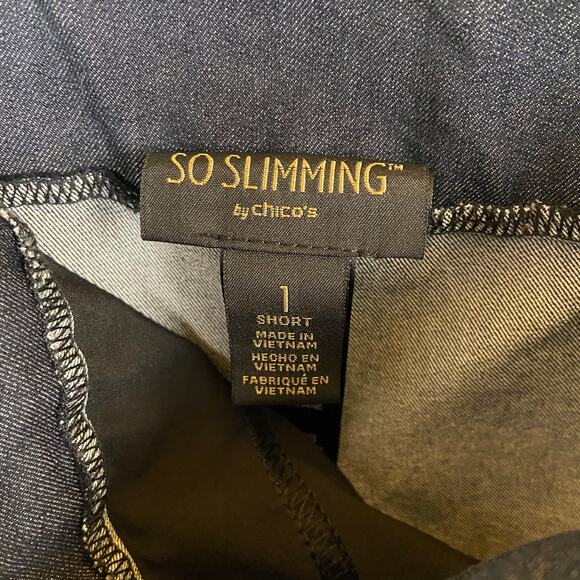 SO SLIMMING™
by chico's
1
SHORT
MADE IN
VIETNAM
HECHO EN
VIETNAM
FABRIQUÉ EN
VIETNAM